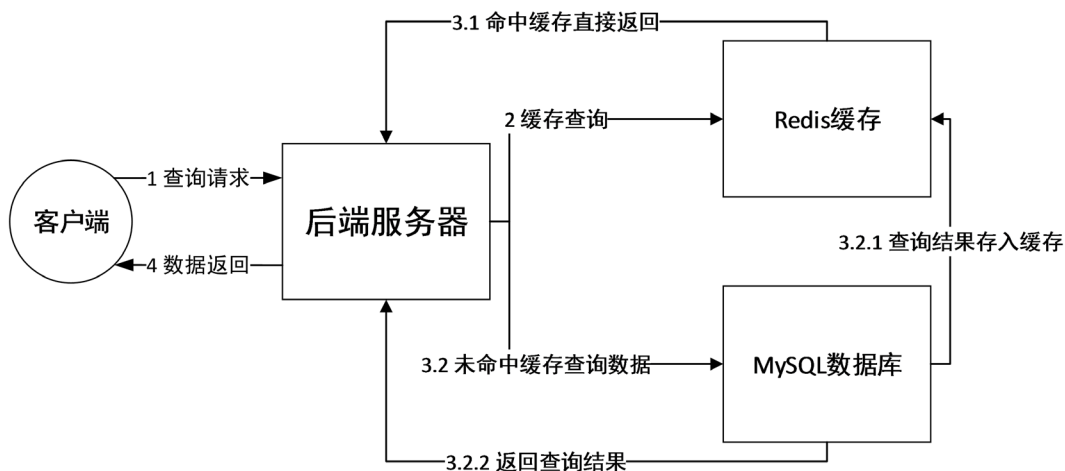 3.1 命中缓存直接返回
2 缓存查询
Redis缓存
1 查询请求
客户端
后端服务器
4 数据返回
3.2.1 查询结果存入缓存
3.2 未命中缓存查询数据
MySQL数据库
3.2.2 返回查询结果